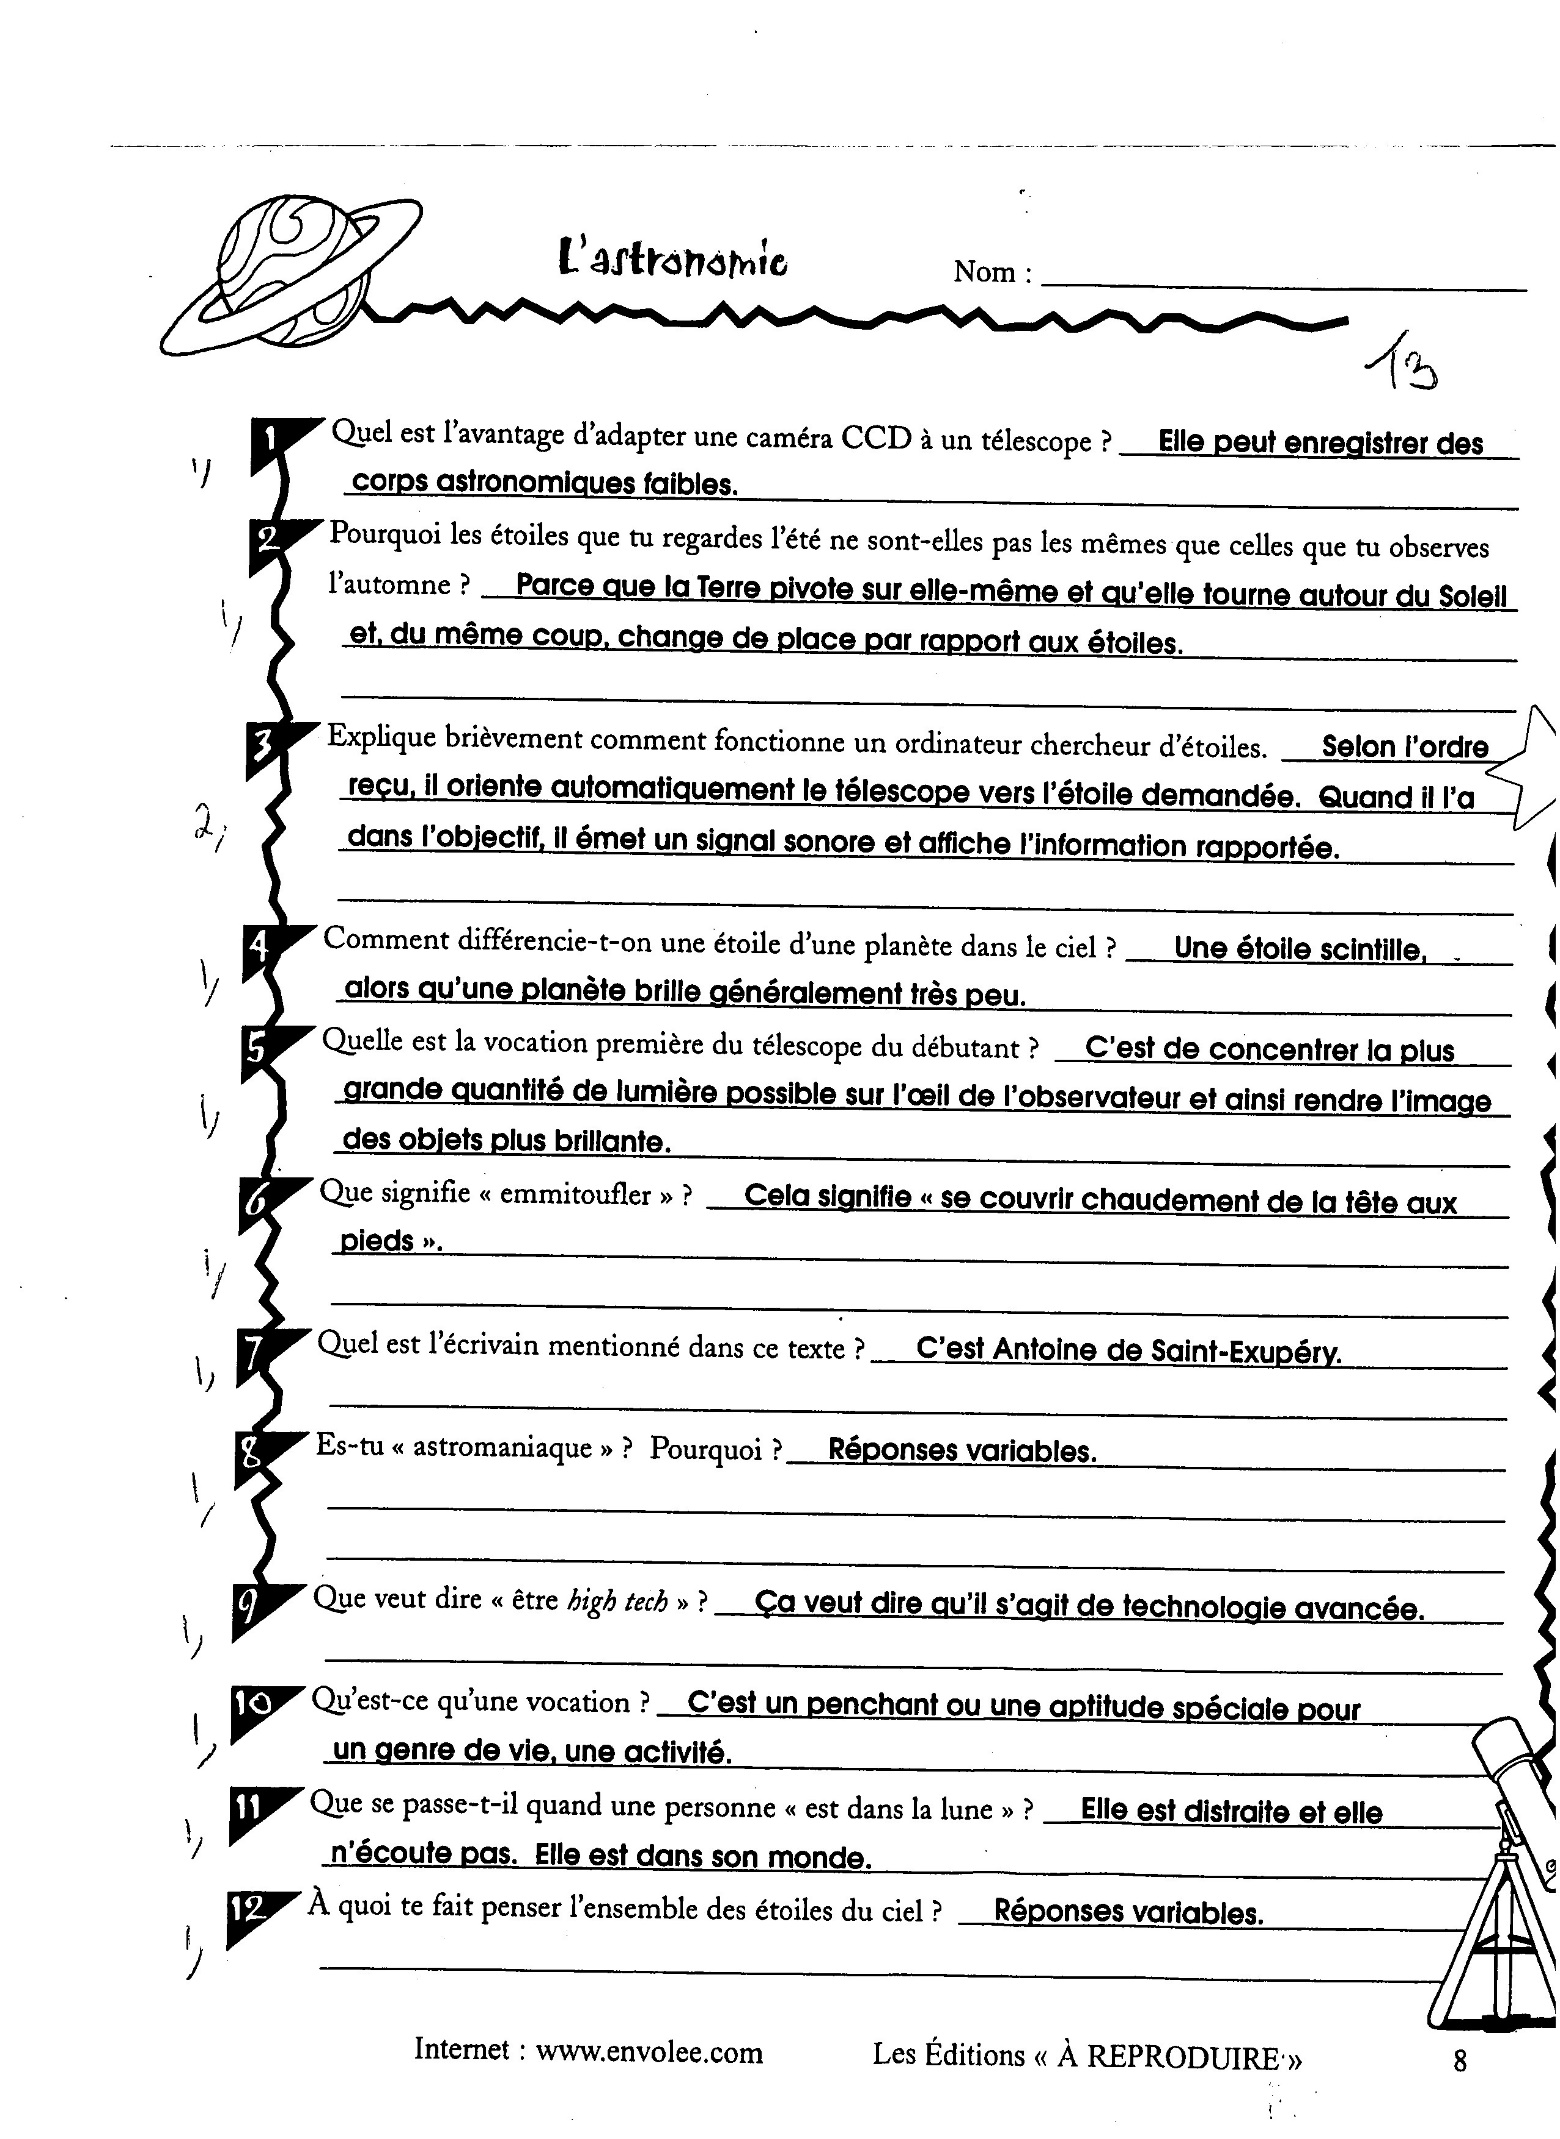 L'astronomie
Nom :
13
1 Quel est l'avantage d'adapter une caméra CCD à un télescope ? Elle peut enregistrer des
1/ corps astronomiques faibles.
2 Pourquoi les étoiles que tu regardes l'été ne sont-elles pas les mêmes que celles que tu observes
l'automne ? Parce que la Terre pivote sur elle-même et qu'elle tourne autour du Soleil
1/ et, du même coup, change de place par rapport aux étoiles.
3 Explique brièvement comment fonctionne un ordinateur chercheur d'étoiles. Selon l'ordre
reçu, il oriente automatiquement le télescope vers l'étoile demandée. Quand il l'a
2/ dans l'objectif, il émet un signal sonore et affiche l'information rapportée.
4 Comment différencie-t-on une étoile d'une planète dans le ciel ? Une étoile scintille,
1/ alors qu'une planète brille généralement très peu.
5 Quelle est la vocation première du télescope du débutant ? C'est de concentrer la plus
grande quantité de lumière possible sur l'œil de l'observateur et ainsi rendre l'image
1/ des objets plus brillante.
6 Que signifie « emmitoufler » ? Cela signifie « se couvrir chaudement de la tête aux
pieds ».
1/
7 Quel est l'écrivain mentionné dans ce texte ? C'est Antoine de Saint-Exupéry.
1/
8 Es-tu « astromaniaque » ? Pourquoi ? Réponses variables.
1/
9 Que veut dire « être high tech » ? Ça veut dire qu'il s'agit de technologie avancée.
1/
10 Qu'est-ce qu'une vocation ? C'est un penchant ou une aptitude spéciale pour
1/ un genre de vie, une activité.
11 Que se passe-t-il quand une personne « est dans la lune » ? Elle est distraite et elle
1/ n'écoute pas. Elle est dans son monde.
12 À quoi te fait penser l'ensemble des étoiles du ciel ? Réponses variables.
1/
Internet : www.envolee.com Les Éditions « À REPRODUIRE » 8